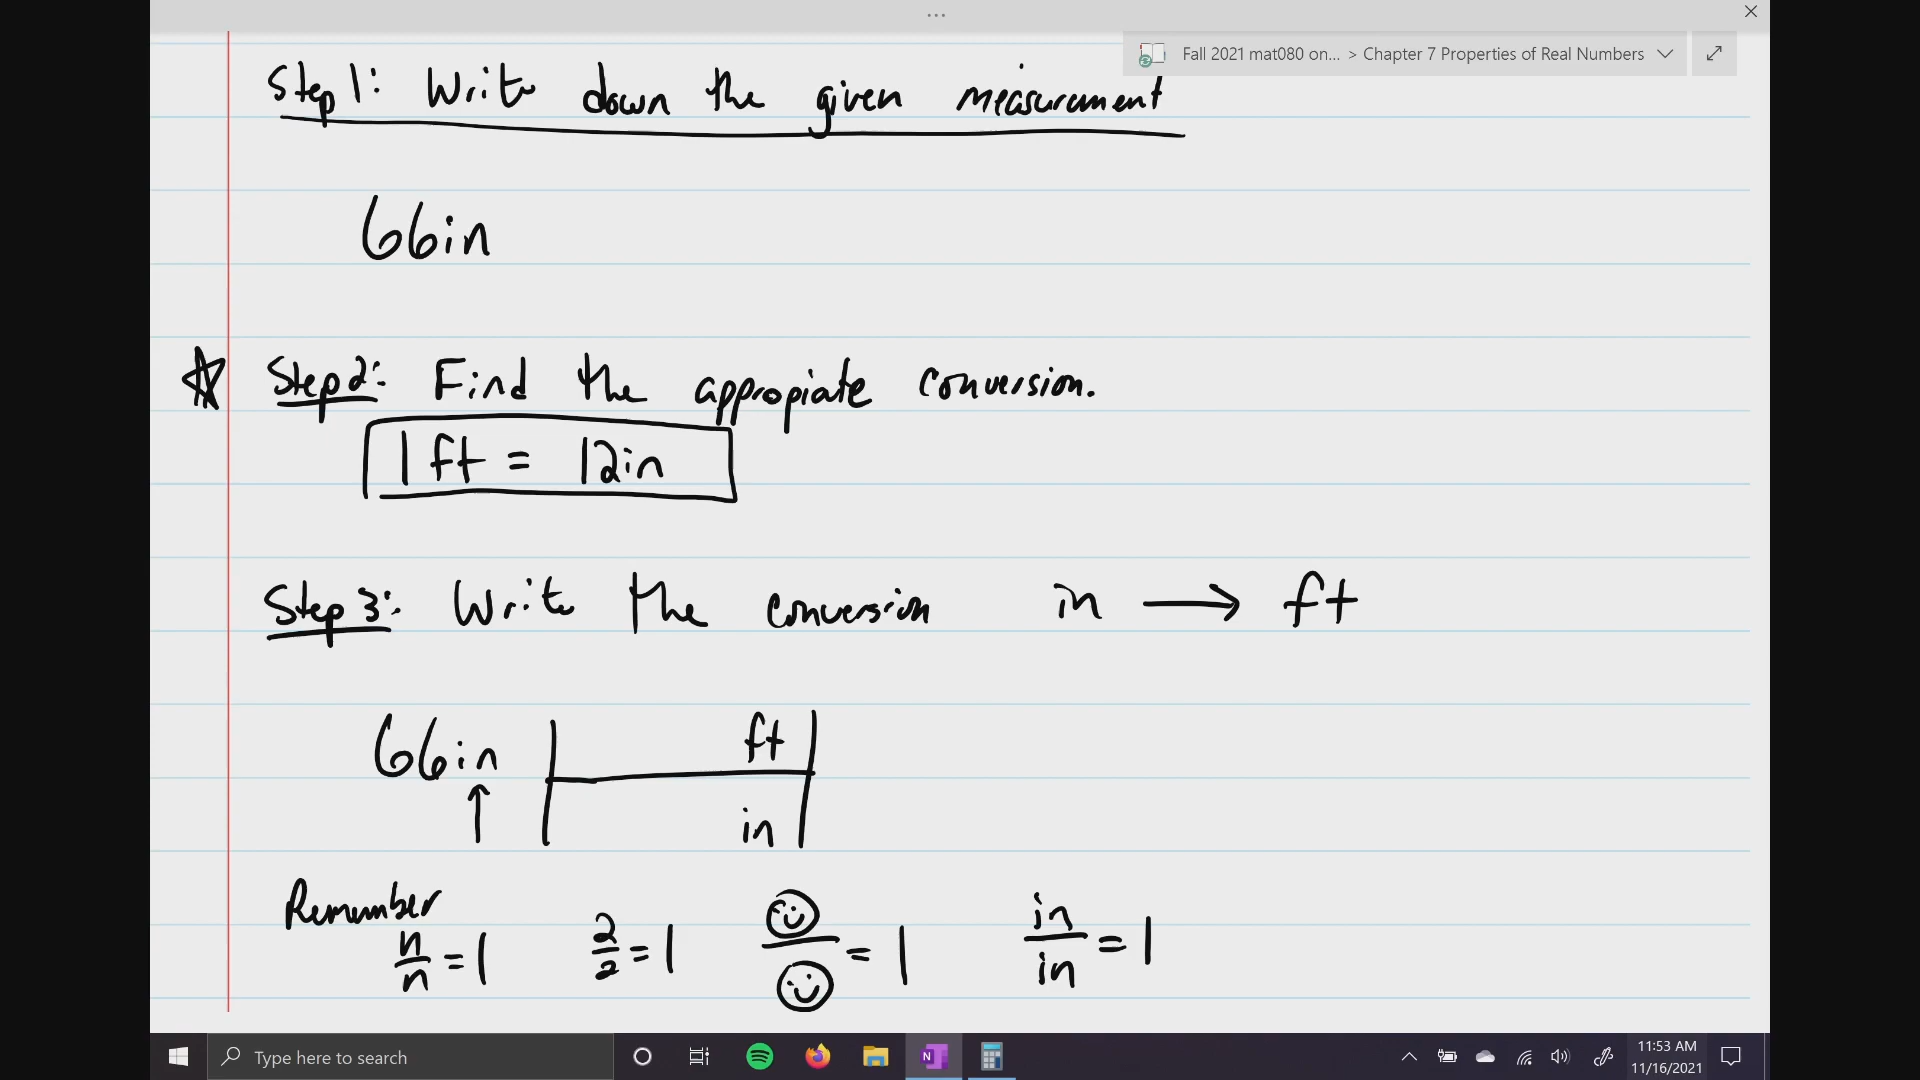 ...
Fall 2021 mat080 on... > Chapter 7 Properties of Real Numbers
Step 1: Write down the given measurement
66in
Step 2: Find the appropiate conversion.
1 ft = 12in
Step 3: Write the conversion in → ft
66in ft
in
Remember
n/n = 1 2/2 = 1 ☺/☺ = 1 in/in = 1
Type here to search
N
11:53 AM
11/16/2021